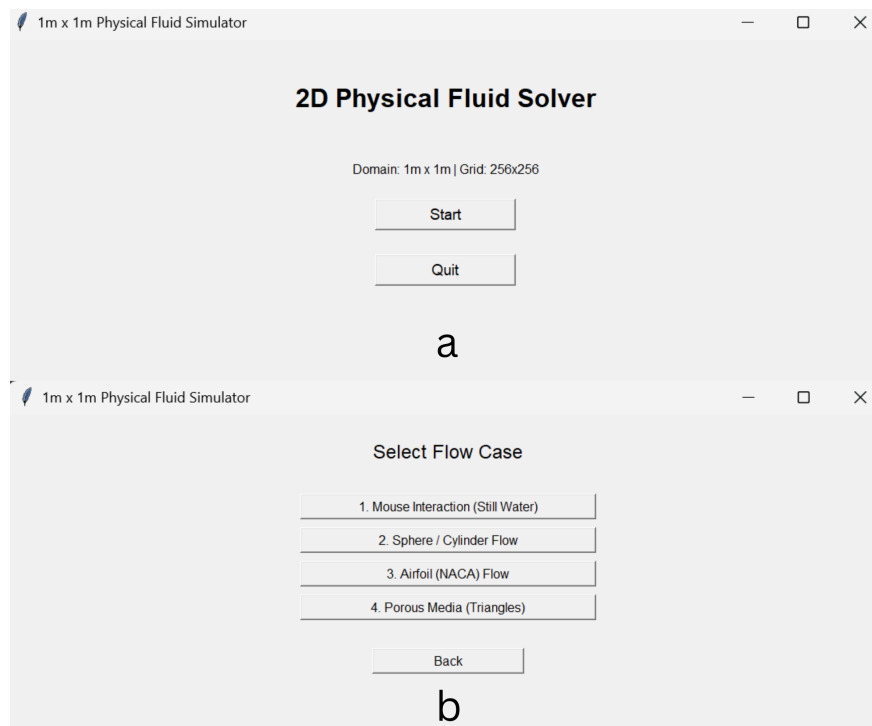 1m x 1m Physical Fluid Simulator
2D Physical Fluid Solver
Domain: 1m x 1m | Grid: 256x256
Start
Quit
a
1m x 1m Physical Fluid Simulator
Select Flow Case
1. Mouse Interaction (Still Water)
2. Sphere / Cylinder Flow
3. Airfoil (NACA) Flow
4. Porous Media (Triangles)
Back
b